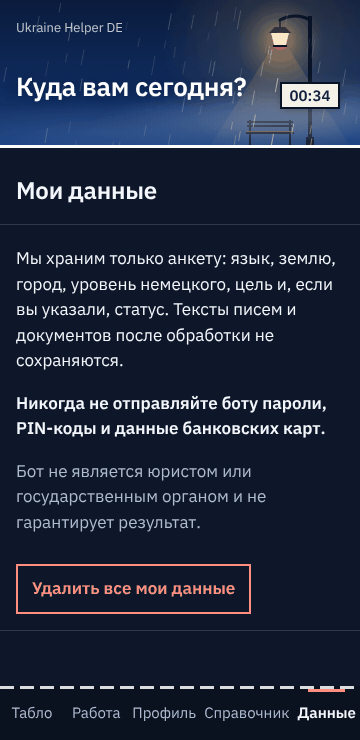 Ukraine Helper DE
Куда вам сегодня?
00:34
Мои данные
Мы храним только анкету: язык, землю,
город, уровень немецкого, цель и, если
вы указали, статус. Тексты писем и
документов после обработки не
сохраняются.
Никогда не отправляйте боту пароли,
PIN-коды и данные банковских карт.
Бот не является юристом или
государственным органом и не
гарантирует результат.
Удалить все мои данные
Табло Работа Профиль Справочник Данные